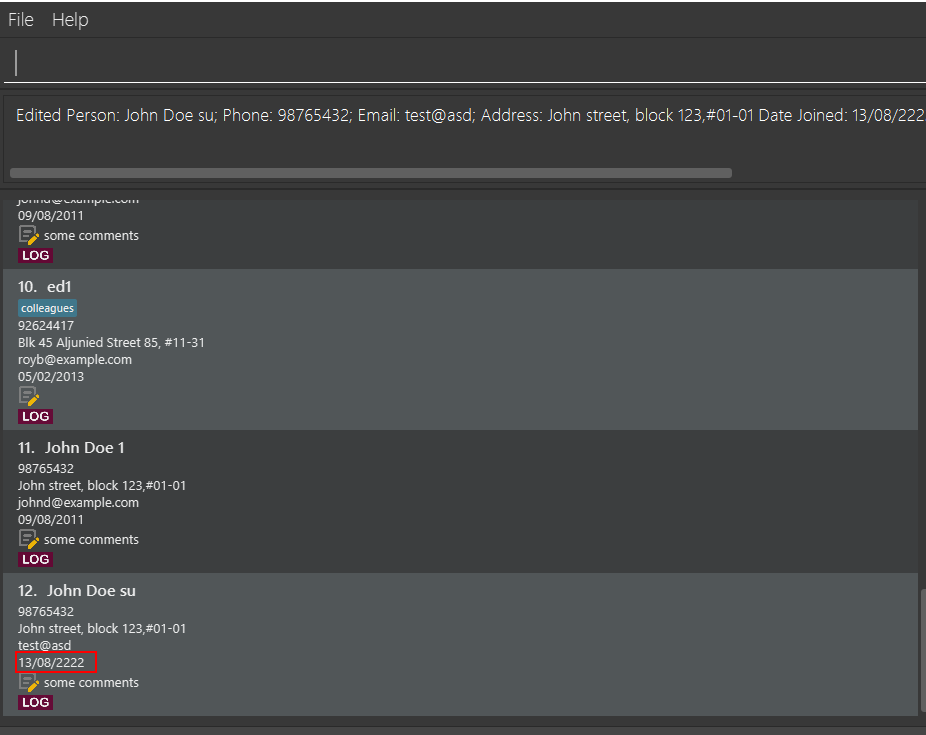 File Help
Edited Person: John Doe su; Phone: 98765432; Email: test@asd; Address: John street, block 123,#01-01 Date Joined: 13/08/222
johnd@example.com
09/08/2011
some comments
LOG
10. ed1
colleagues
92624417
Blk 45 Aljunied Street 85, #11-31
royb@example.com
05/02/2013
LOG
11. John Doe 1
98765432
John street, block 123,#01-01
johnd@example.com
09/08/2011
some comments
LOG
12. John Doe su
98765432
John street, block 123,#01-01
test@asd
13/08/2222
some comments
LOG